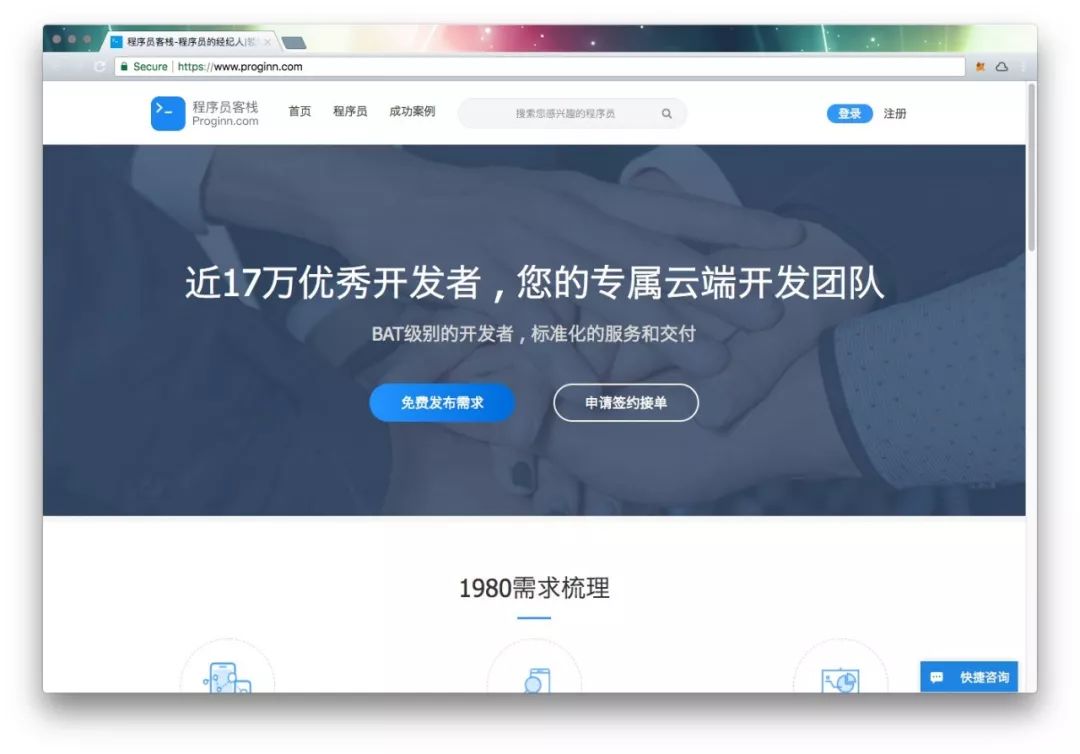 程序员客栈-程序员的经纪人|
Secure | https://www.proginn.com
程序员客栈
Proginn.com
首页 程序员 成功案例 搜索您感兴趣的程序员 登录 注册
近17万优秀开发者，您的专属云端开发团队
BAT级别的开发者，标准化的服务和交付
免费发布需求 申请签约接单
1980需求梳理
快捷咨询